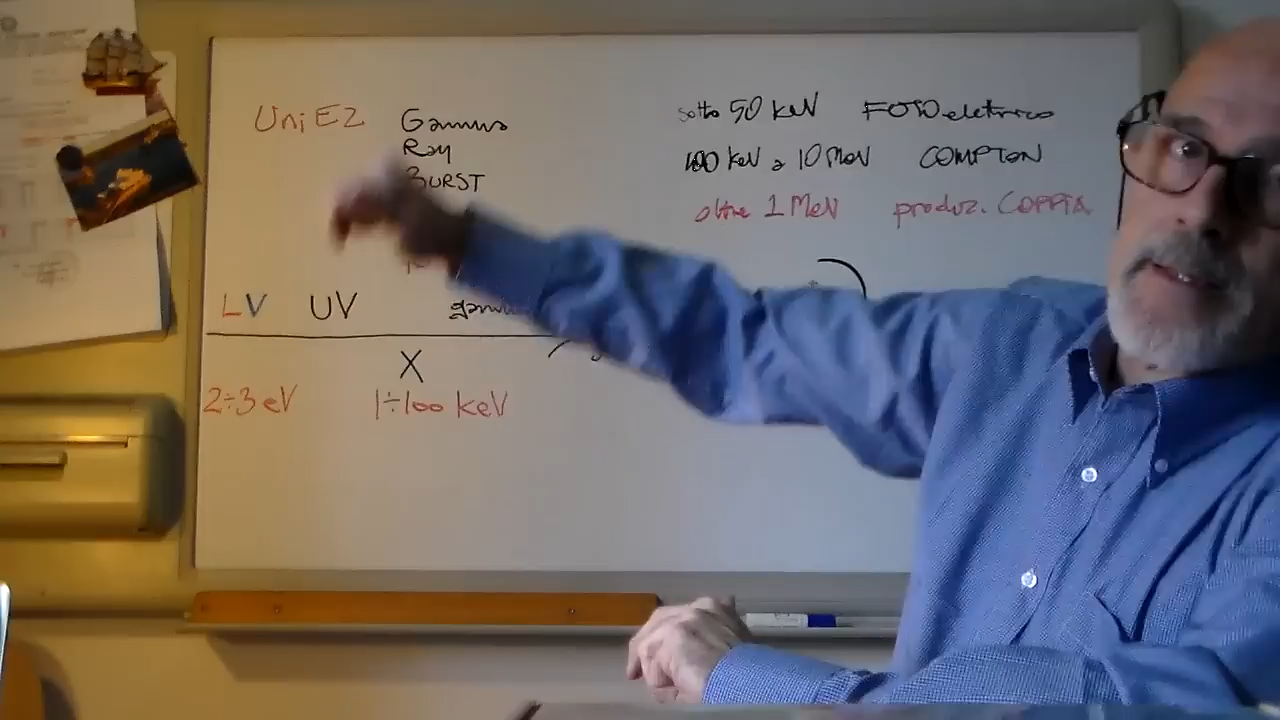 UniEZ
Gamma
Ray
BURST
sotto 50 keV FOTOelettrico
100 keV a 10 MeV COMPTON
oltre 1 MeV produz. COPPIA
LV UV
X
2÷3 eV 1÷100 keV